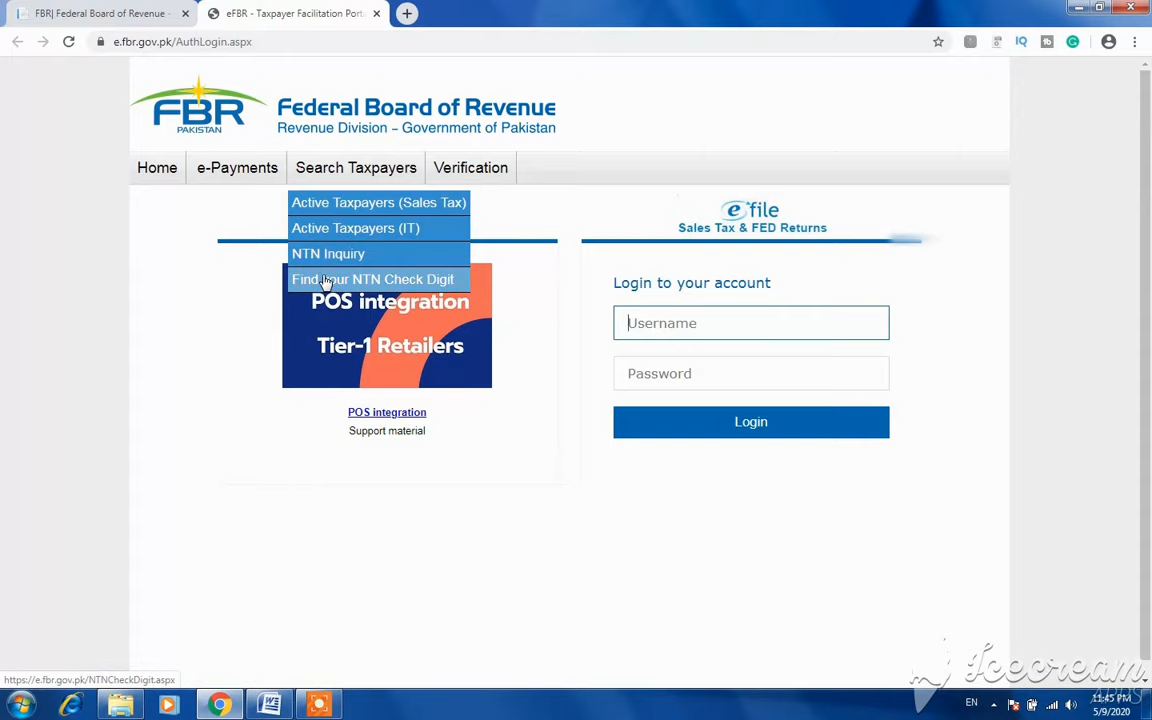 FBR| Federal Board of Revenue -
eFBR - Taxpayer Facilitation Port
e.fbr.gov.pk/AuthLogin.aspx
IQ
FBR
PAKISTAN
Federal Board of Revenue
Revenue Division – Government of Pakistan
Home
e-Payments
Search Taxpayers
Verification
Active Taxpayers (Sales Tax)
Active Taxpayers (IT)
NTN Inquiry
Find your NTN Check Digit
POS integration
Tier-1 Retailers
POS integration
Support material
e file
Sales Tax & FED Returns
Login to your account
Username
Password
Login
https://e.fbr.gov.pk/NTNCheckDigit.aspx
Icecream
APPS
EN
11:45 PM
5/9/2020